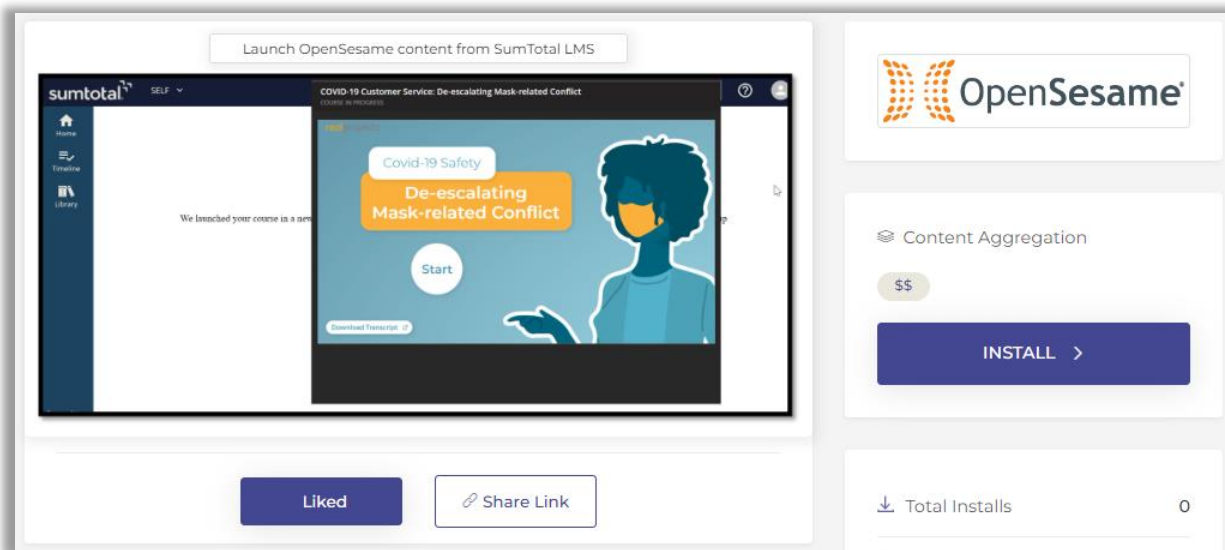 Launch OpenSesame content from SumTotal LMS
sumtotal
SELF
COVID-19 Customer Service: De-escalating Mask-related Conflict
COURSE IN PROGRESS
Home
Timeline
Library
We launched your course in a new
Covid-19 Safety
De-escalating
Mask-related Conflict
Start
Download Transcript
Liked
Share Link
OpenSesame
Content Aggregation
$$
INSTALL >
Total Installs 0